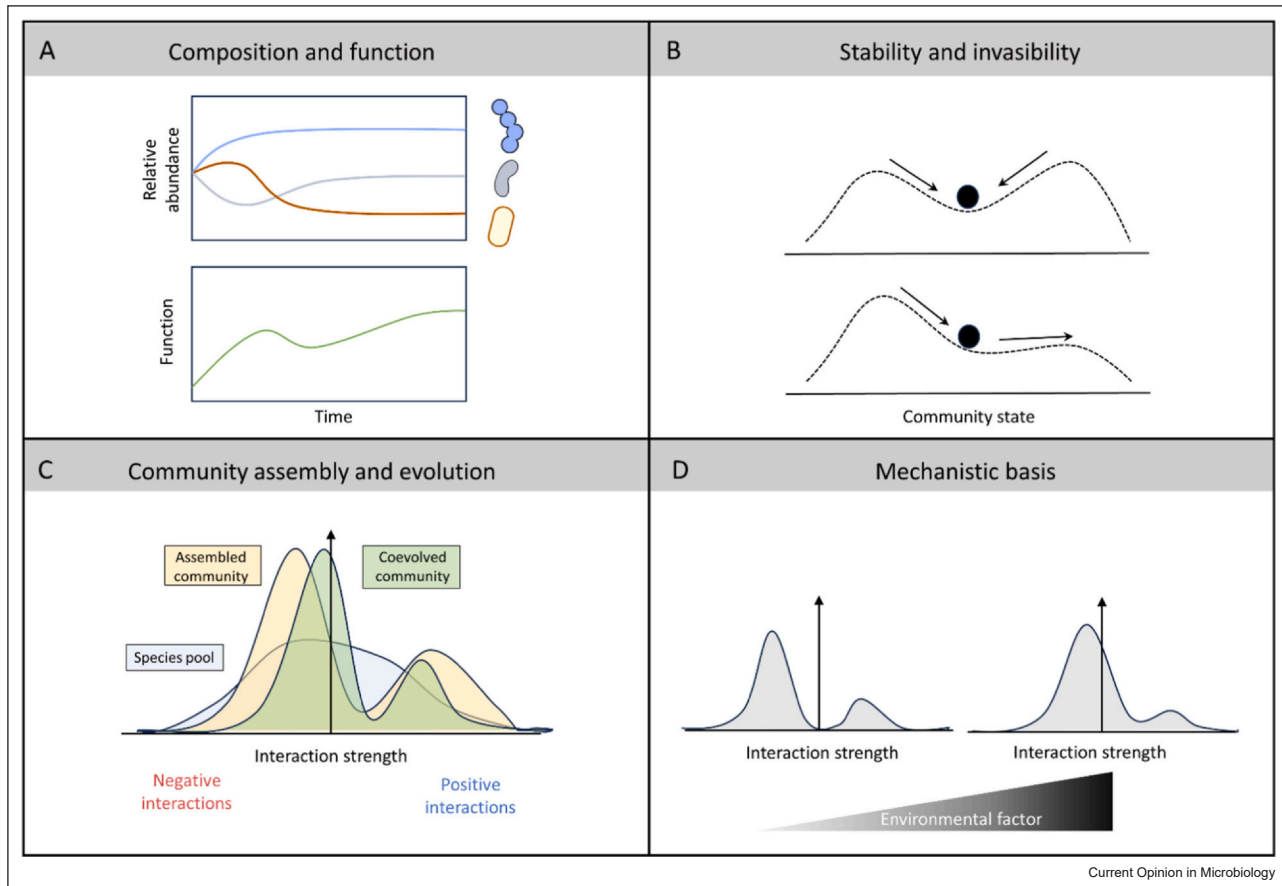 A
Composition and function
Relative
abundance
Function
Time
B
Stability and invasibility
Community state
C
Community assembly and evolution
Assembled
community
Coevolved
community
Species pool
Interaction strength
Negative
interactions
Positive
interactions
D
Mechanistic basis
Interaction strength
Interaction strength
Environmental factor
Current Opinion in Microbiology